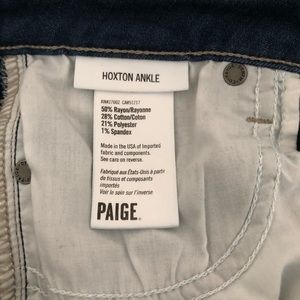 HOXTON ANKLE
50% Rayon/Rayonne
28% Cotton/Coton
21% Polyester
1% Spandex
Made in the USA of Imported
fabric and components.
See care on reverse.
Fabriqué aux États-Unis à partir
de tissus et composants
importés
Voir le soin sur l'inverse
PAIGE